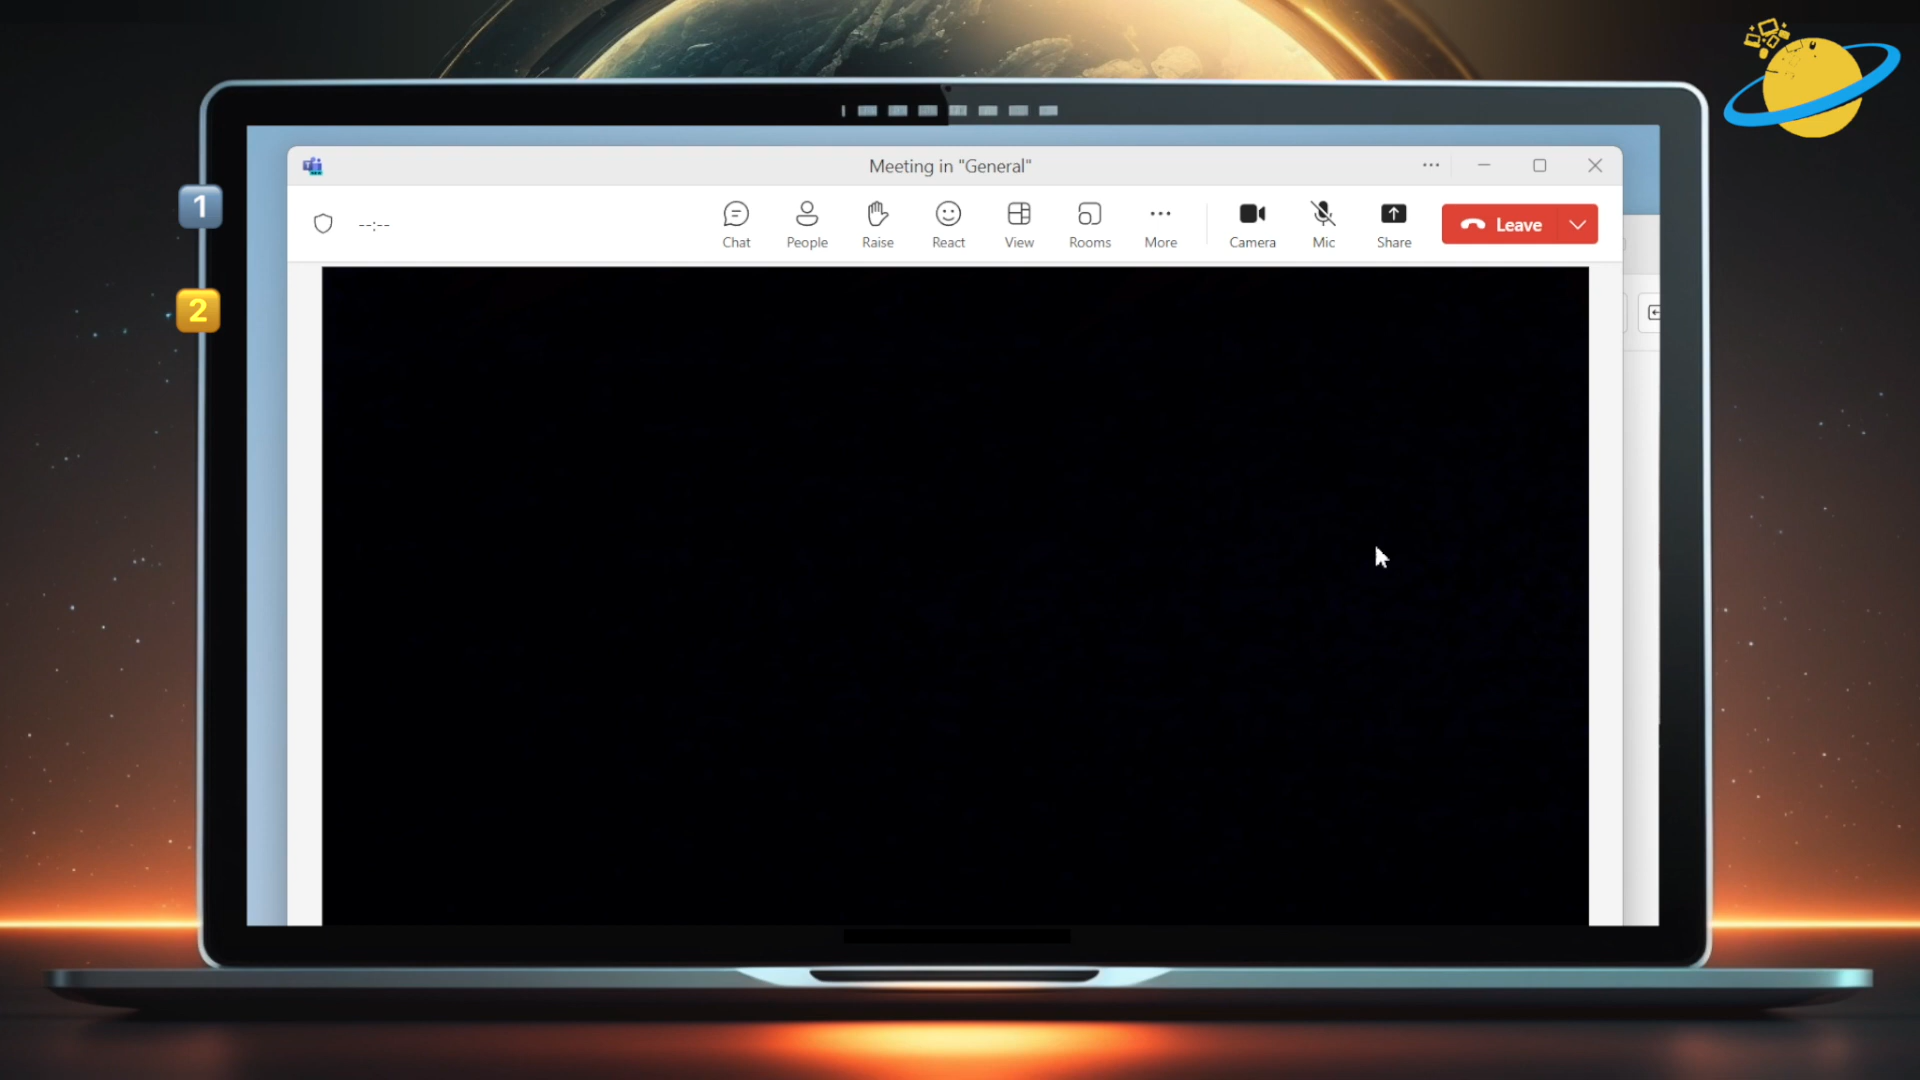 Meeting in "General"
1
--:--
Chat
People
Raise
React
View
Rooms
More
Camera
Mic
Share
Leave
2